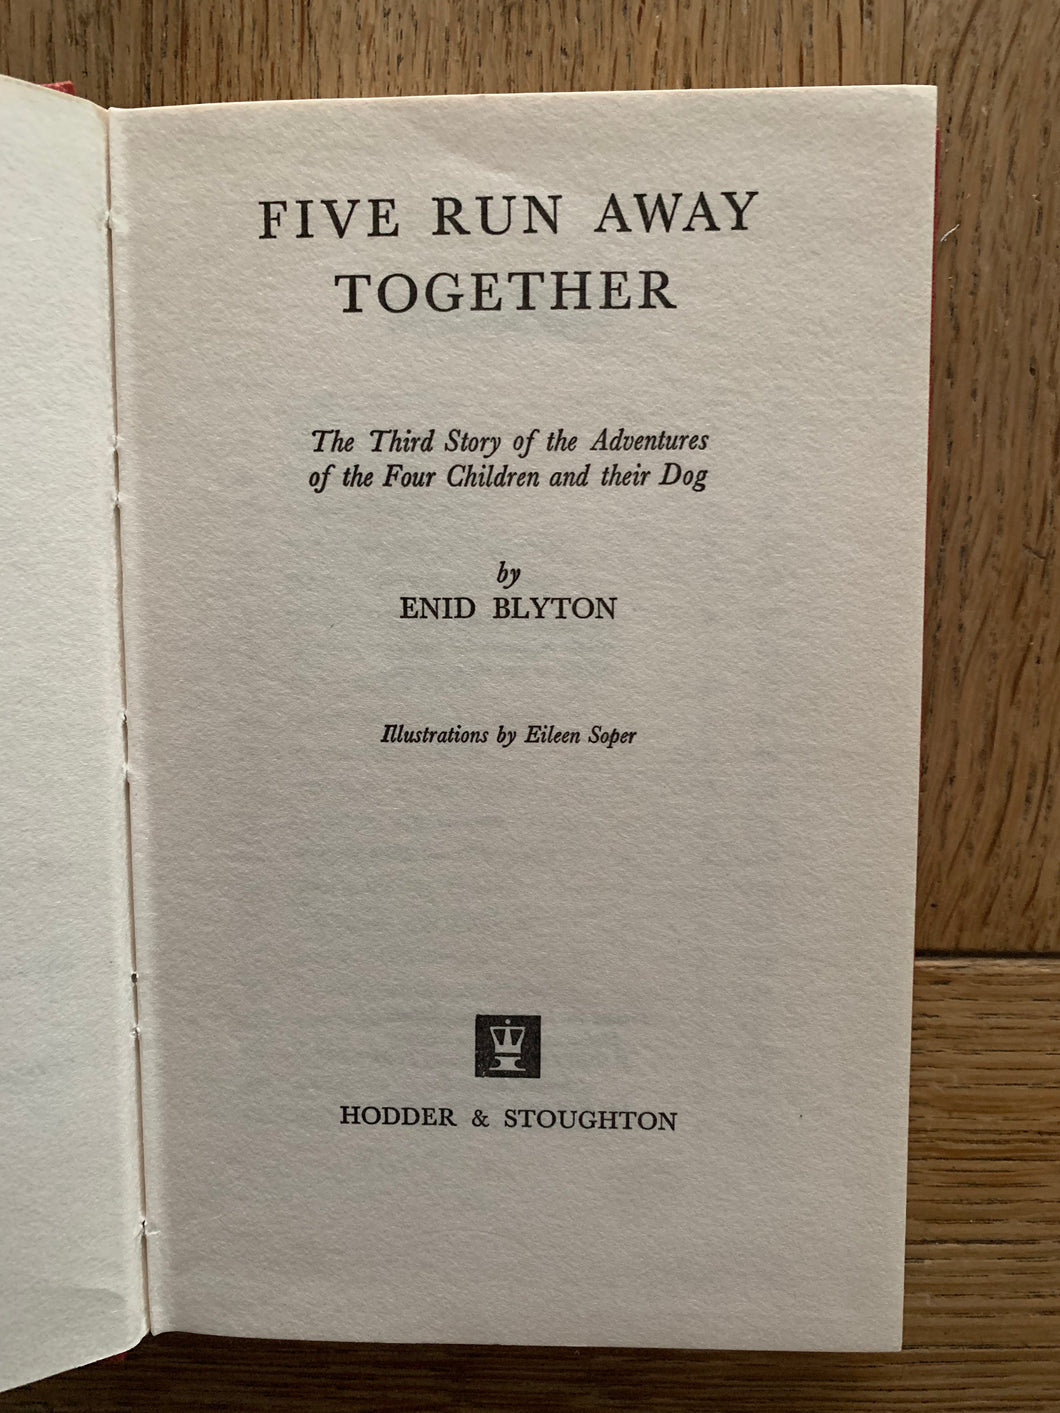 FIVE RUN AWAY
TOGETHER
The Third Story of the Adventures
of the Four Children and their Dog
by
ENID BLYTON
Illustrations by Eileen Soper
HODDER & STOUGHTON